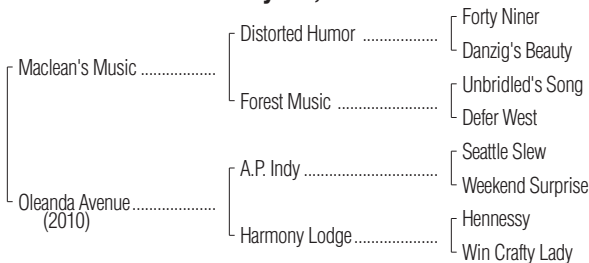 Forty Niner
Distorted Humor ..................
Danzig's Beauty
Maclean's Music ..................
Unbridled's Song
Forest Music ........................
Defer West
Seattle Slew
A.P. Indy ................................
Weekend Surprise
Oleanda Avenue....................
(2010)
Hennessy
Harmony Lodge....................
Win Crafty Lady